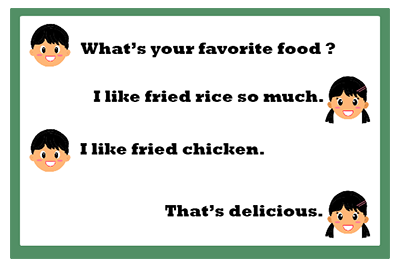 What's your favorite food ?
I like fried rice so much.
I like fried chicken.
That's delicious.